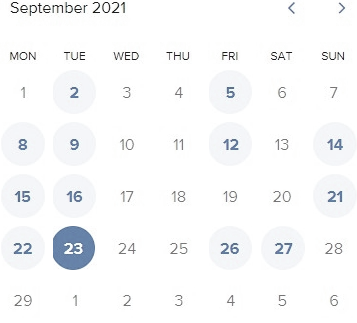 September 2021
MON TUE WED THU FRI SAT SUN
1 2 3 4 5 6 7
8 9 10 11 12 13 14
15 16 17 18 19 20 21
22 23 24 25 26 27 28
29 1 2 3 4 5 6